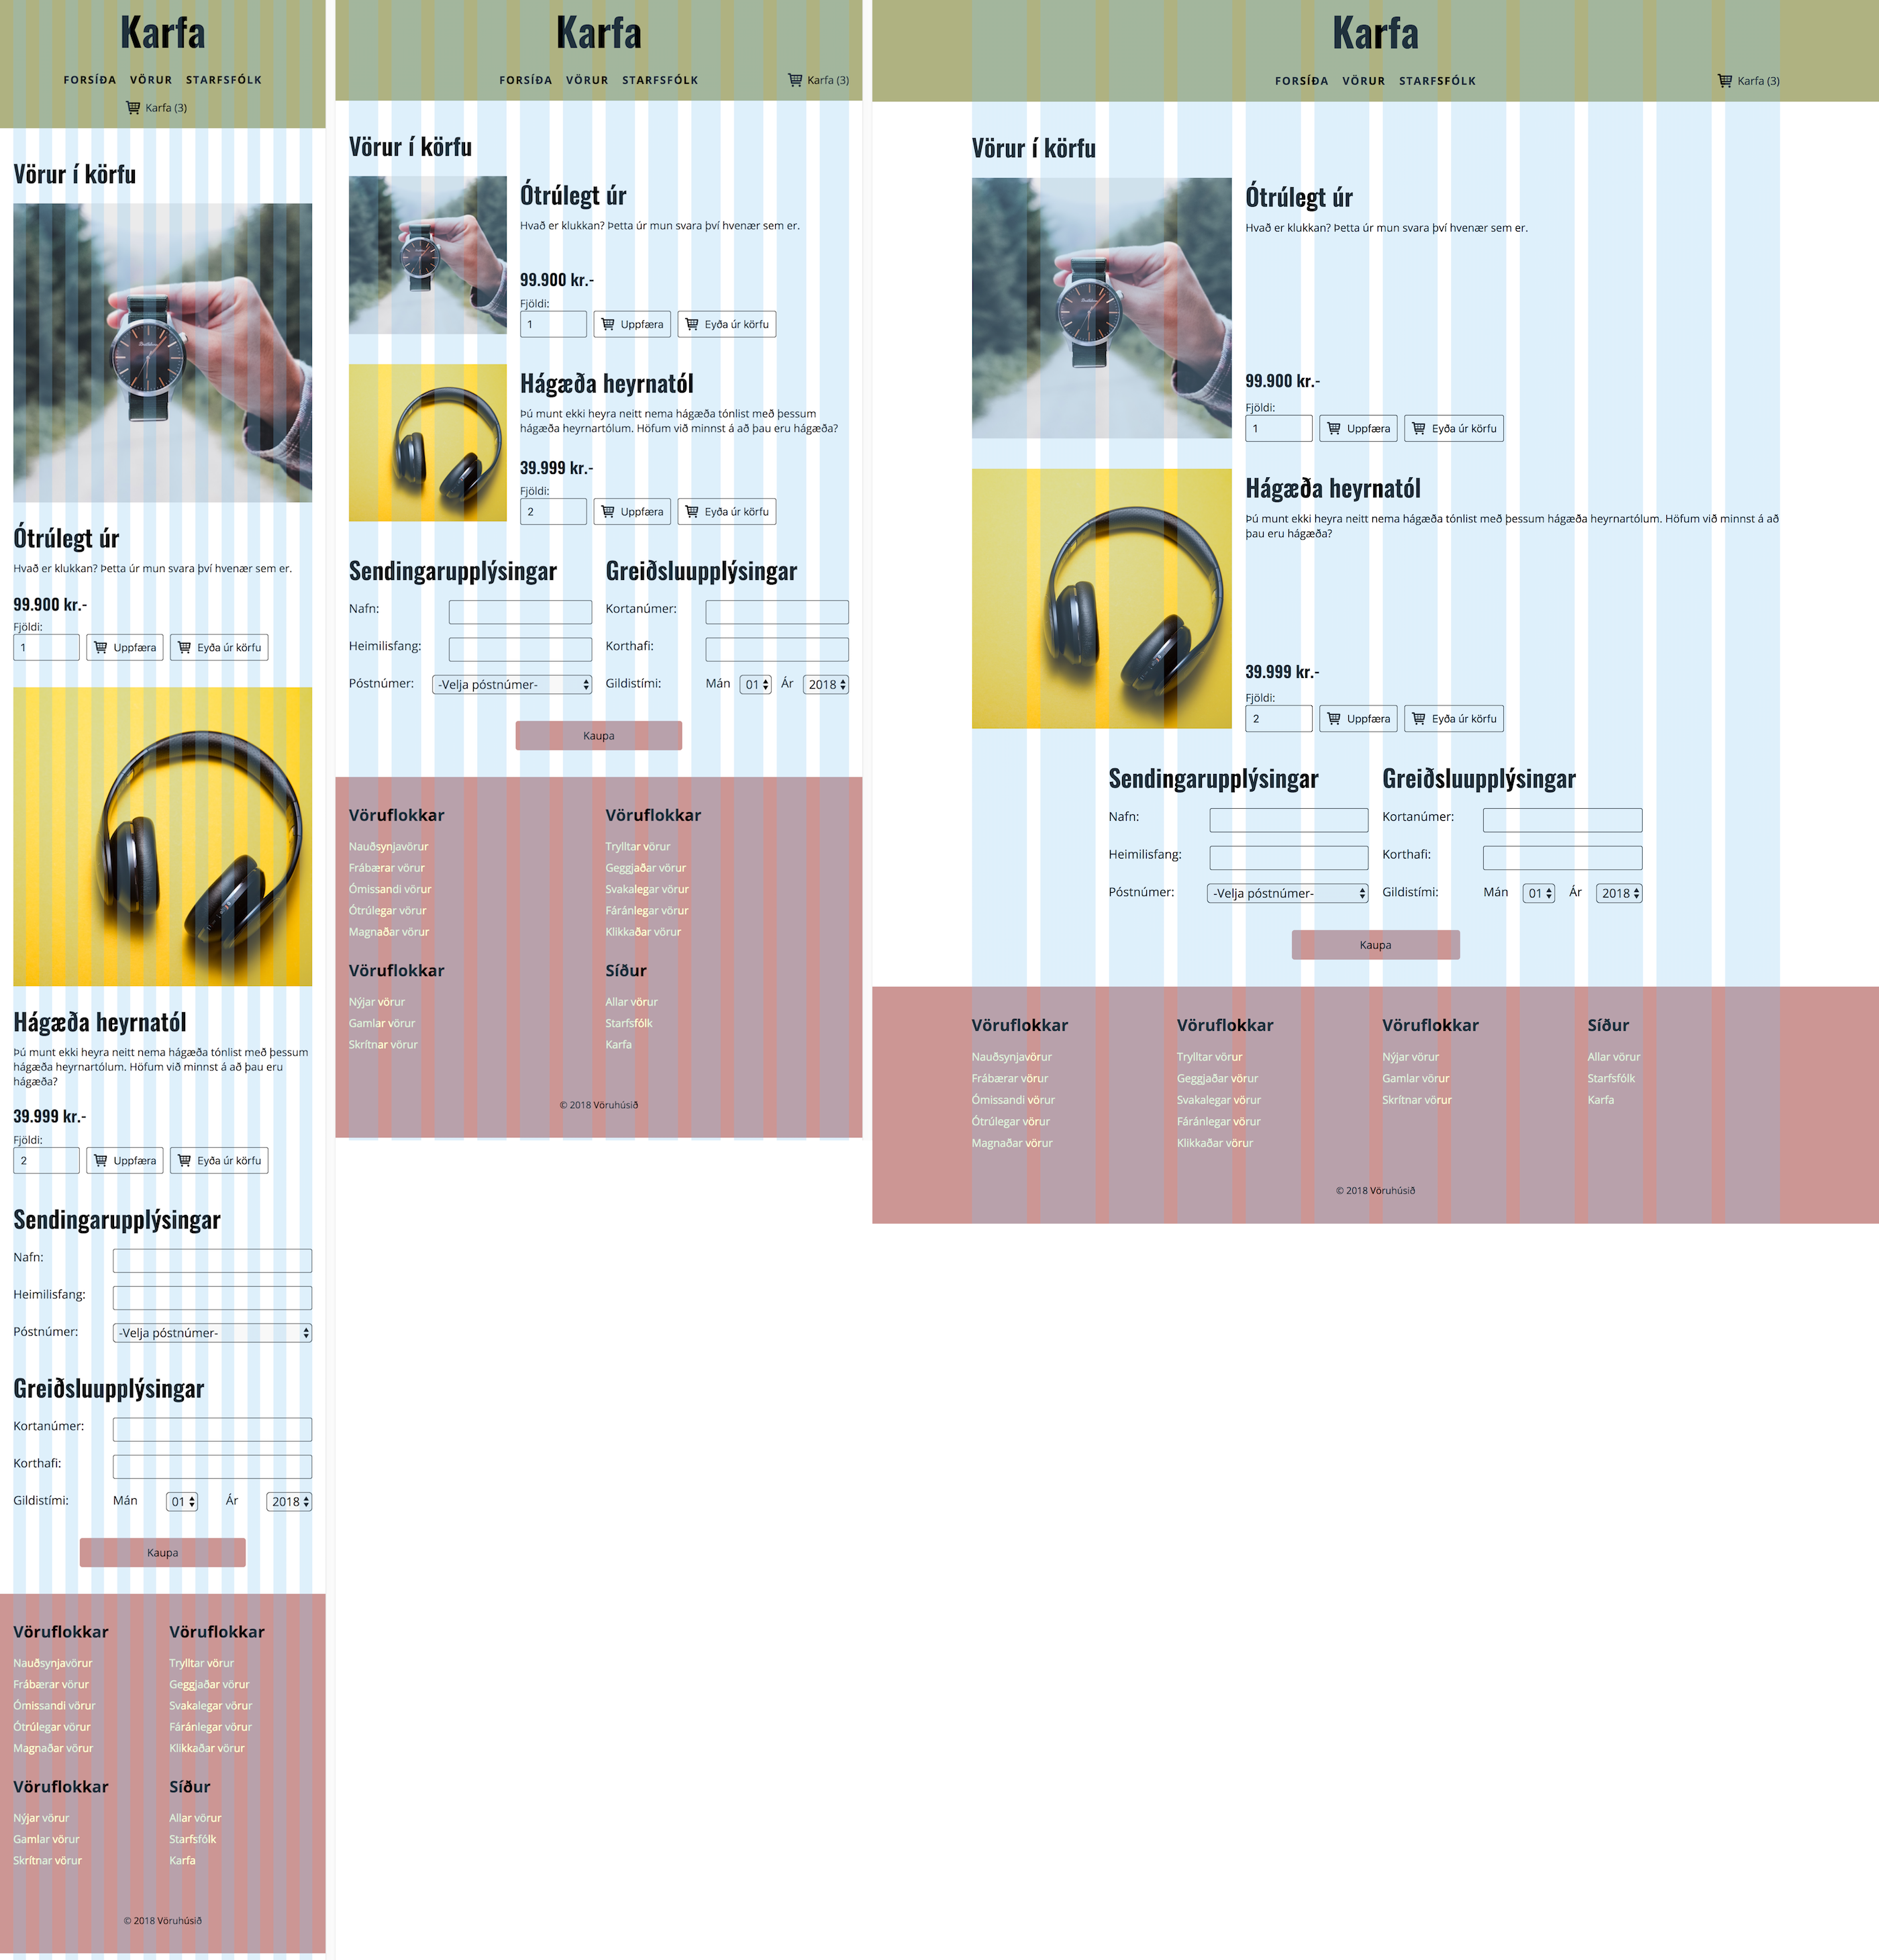 Karfa
FORSÍÐA VÖRUR STARFSFÓLK
Karfa (3)
Vörur í körfu
Ótrúlegt úr
Hvað er klukkan? Þetta úr mun svara því hvenær sem er.
99.900 kr.-
Fjöldi:
1 Uppfæra Eyða úr körfu
Hágæða heyrnatól
Þú munt ekki heyra neitt nema hágæða tónlist með þessum
hágæða heyrnartólum. Höfum við minnst á að þau eru
hágæða?
39.999 kr.-
Fjöldi:
2 Uppfæra Eyða úr körfu
Sendingarupplýsingar
Nafn:
Heimilisfang:
Póstnúmer: -Velja póstnúmer-
Greiðsluupplýsingar
Kortanúmer:
Korthafi:
Gildistími: Mán 01 Ár 2018
Kaupa
Vöruflokkar Vöruflokkar
Nauðsynjavörur Trylltar vörur
Frábærar vörur Geggjaðar vörur
Ómissandi vörur Svakalegar vörur
Ótrúlegar vörur Fáránlegar vörur
Magnaðar vörur Klikkaðar vörur
Vöruflokkar Síður
Nýjar vörur Allar vörur
Gamlar vörur Starfsfólk
Skrítnar vörur Karfa
© 2018 Vöruhúsið
Karfa
FORSÍÐA VÖRUR STARFSFÓLK Karfa (3)
Vörur í körfu
Ótrúlegt úr
Hvað er klukkan? Þetta úr mun svara því hvenær sem er.
99.900 kr.-
Fjöldi:
1 Uppfæra Eyða úr körfu
Hágæða heyrnatól
Þú munt ekki heyra neitt nema hágæða tónlist með þessum
hágæða heyrnartólum. Höfum við minnst á að þau eru hágæða?
39.999 kr.-
Fjöldi:
2 Uppfæra Eyða úr körfu
Sendingarupplýsingar Greiðsluupplýsingar
Nafn: Kortanúmer:
Heimilisfang: Korthafi:
Póstnúmer: -Velja póstnúmer- Gildistími: Mán 01 Ár 2018
Kaupa
Vöruflokkar Vöruflokkar
Nauðsynjavörur Trylltar vörur
Frábærar vörur Geggjaðar vörur
Ómissandi vörur Svakalegar vörur
Ótrúlegar vörur Fáránlegar vörur
Magnaðar vörur Klikkaðar vörur
Vöruflokkar Síður
Nýjar vörur Allar vörur
Gamlar vörur Starfsfólk
Skrítnar vörur Karfa
© 2018 Vöruhúsið
Karfa
FORSÍÐA VÖRUR STARFSFÓLK Karfa (3)
Vörur í körfu
Ótrúlegt úr
Hvað er klukkan? Þetta úr mun svara því hvenær sem er.
99.900 kr.-
Fjöldi:
1 Uppfæra Eyða úr körfu
Hágæða heyrnatól
Þú munt ekki heyra neitt nema hágæða tónlist með þessum hágæða heyrnartólum. Höfum við minnst á að
þau eru hágæða?
39.999 kr.-
Fjöldi:
2 Uppfæra Eyða úr körfu
Sendingarupplýsingar Greiðsluupplýsingar
Nafn: Kortanúmer:
Heimilisfang: Korthafi:
Póstnúmer: -Velja póstnúmer- Gildistími: Mán 01 Ár 2018
Kaupa
Vöruflokkar Vöruflokkar Vöruflokkar Síður
Nauðsynjavörur Trylltar vörur Nýjar vörur Allar vörur
Frábærar vörur Geggjaðar vörur Gamlar vörur Starfsfólk
Ómissandi vörur Svakalegar vörur Skrítnar vörur Karfa
Ótrúlegar vörur Fáránlegar vörur
Magnaðar vörur Klikkaðar vörur
© 2018 Vöruhúsið